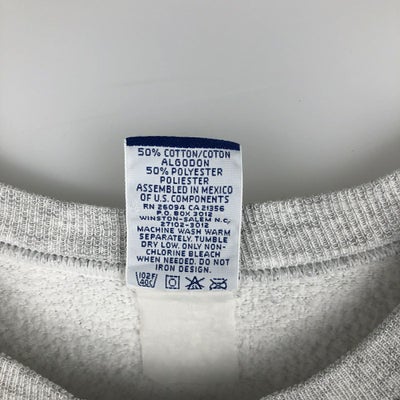 50% COTTON/COTON
ALGODON
50% POLYESTER
POLIESTER
ASSEMBLED IN MEXICO
OF U.S. COMPONENTS
RN 26094 CA 21356
P.O. BOX 3012
WINSTON-SALEM N.C.
27102-3012
MACHINE WASH WARM
SEPARATELY. TUMBLE
DRY LOW. ONLY NON-
CHLORINE BLEACH
WHEN NEEDED. DO NOT
IRON DESIGN.
102F
40C